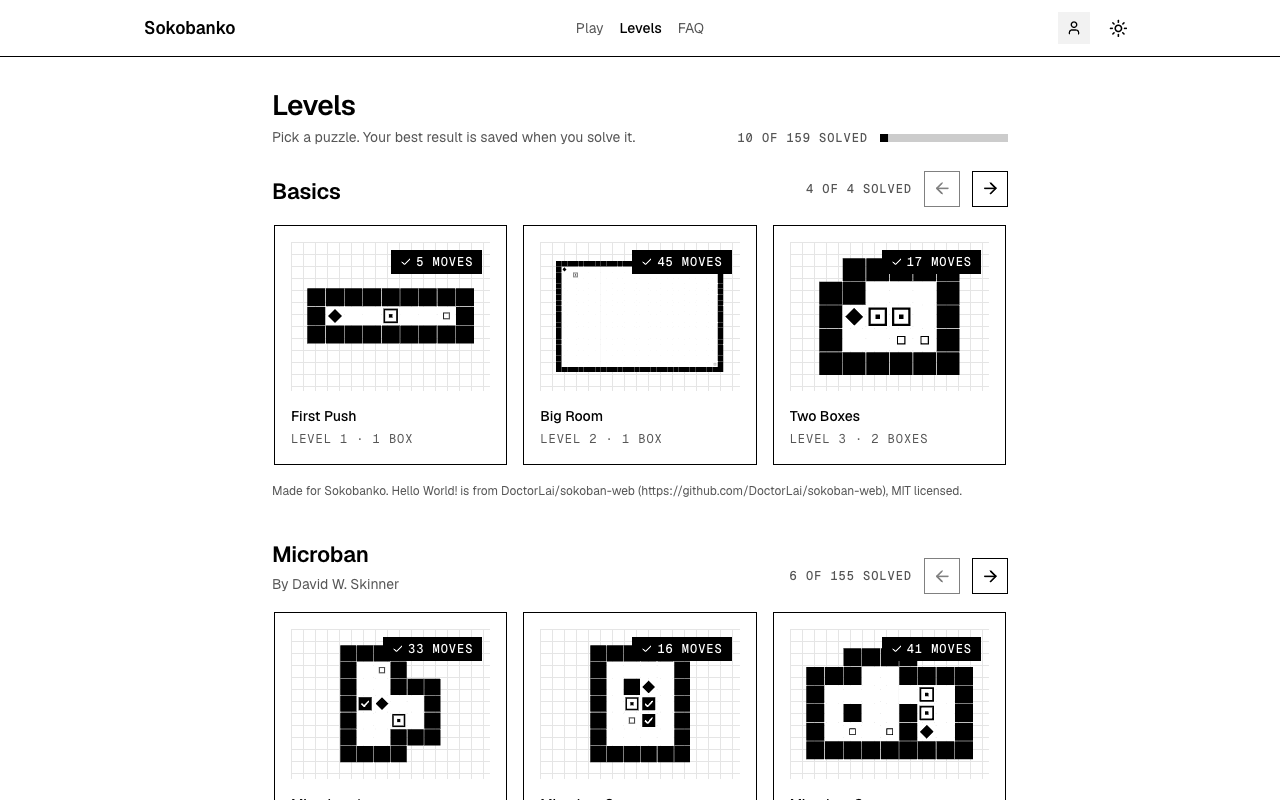 Sokobanko
Play Levels FAQ
Levels
Pick a puzzle. Your best result is saved when you solve it.
10 OF 159 SOLVED
Basics
4 OF 4 SOLVED
5 MOVES
45 MOVES
17 MOVES
First Push
LEVEL 1 · 1 BOX
Big Room
LEVEL 2 · 1 BOX
Two Boxes
LEVEL 3 · 2 BOXES
Made for Sokobanko. Hello World! is from DoctorLai/sokoban-web (https://github.com/DoctorLai/sokoban-web), MIT licensed.
Microban
By David W. Skinner
6 OF 155 SOLVED
33 MOVES
16 MOVES
41 MOVES